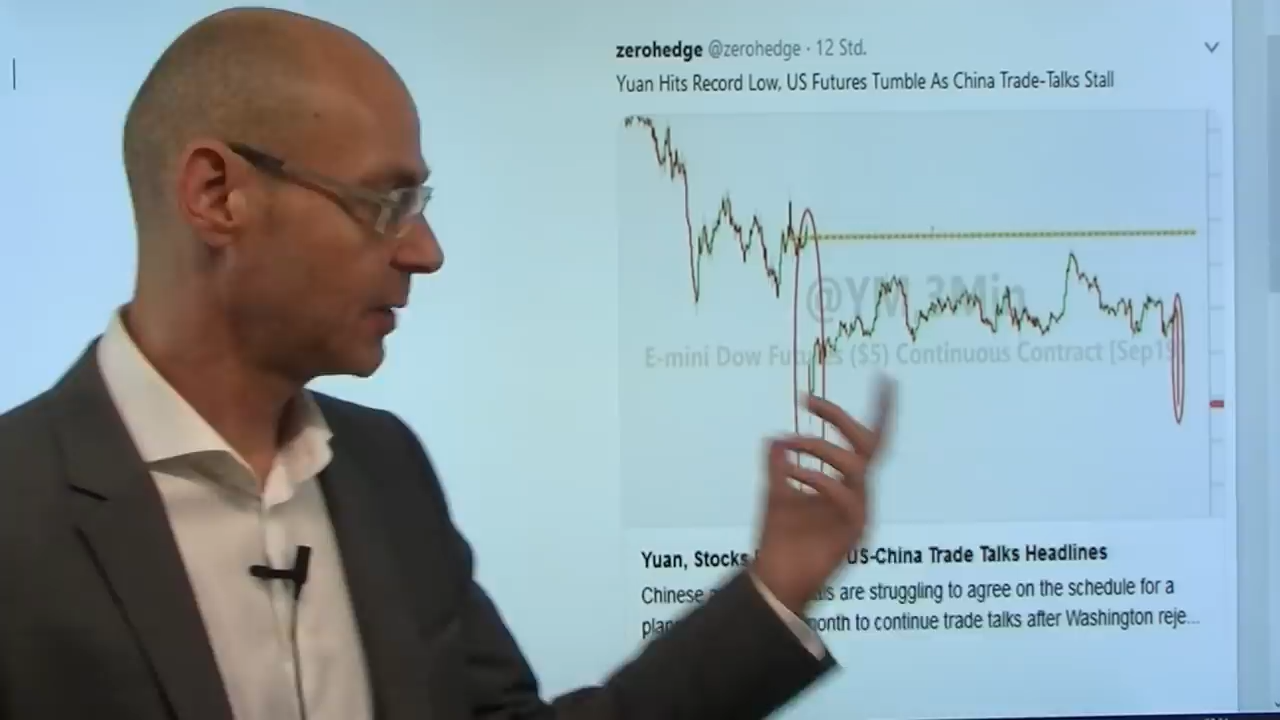 zerohedge @zerohedge · 12 Std.
Yuan Hits Record Low, US Futures Tumble As China Trade-Talks Stall
@YM,3Min
E-mini Dow Futures ($5) Continuous Contract [Sep19
Yuan, Stocks US-China Trade Talks Headlines
Chinese are struggling to agree on the schedule for a
month to continue trade talks after Washington reje...